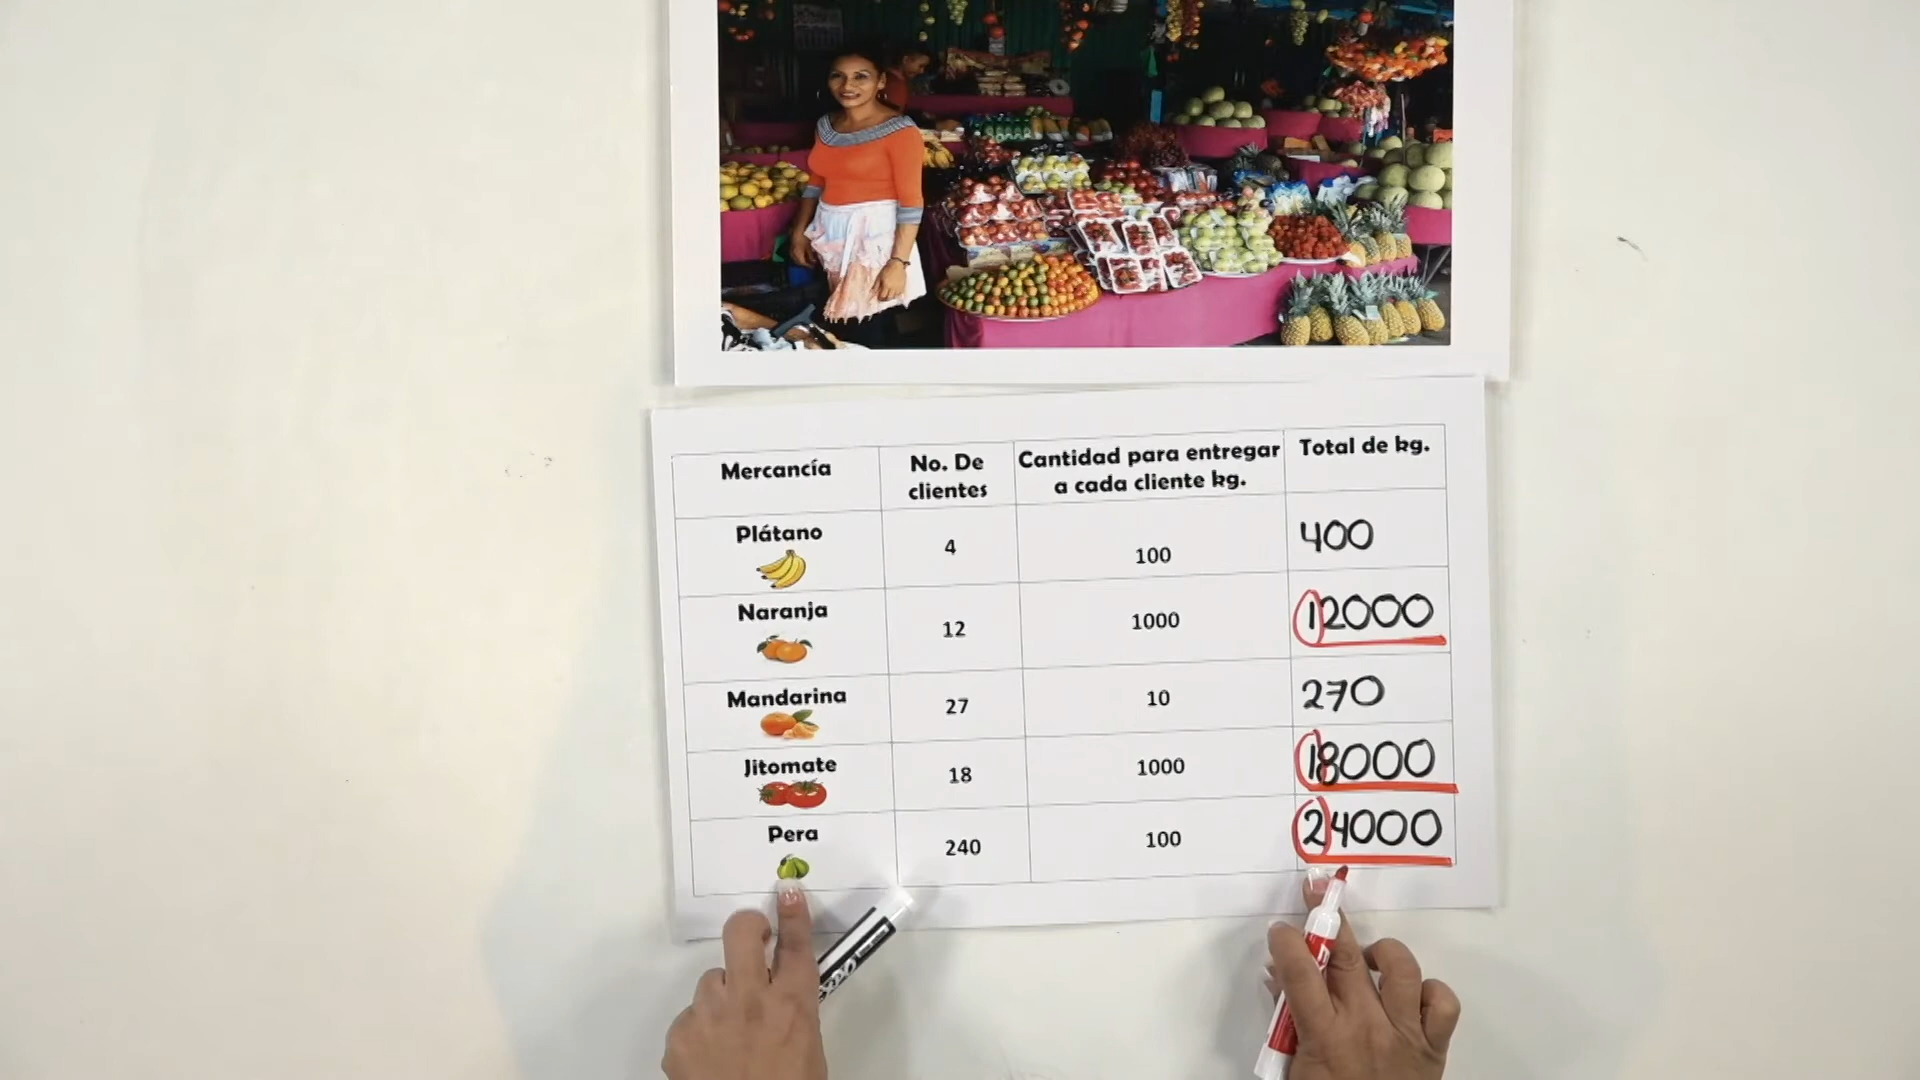 Mercancía
No. De clientes
Cantidad para entregar a cada cliente kg.
Total de kg.
Plátano
4
100
400
Naranja
12
1000
12000
Mandarina
27
10
270
Jitomate
18
1000
18000
Pera
240
100
24000